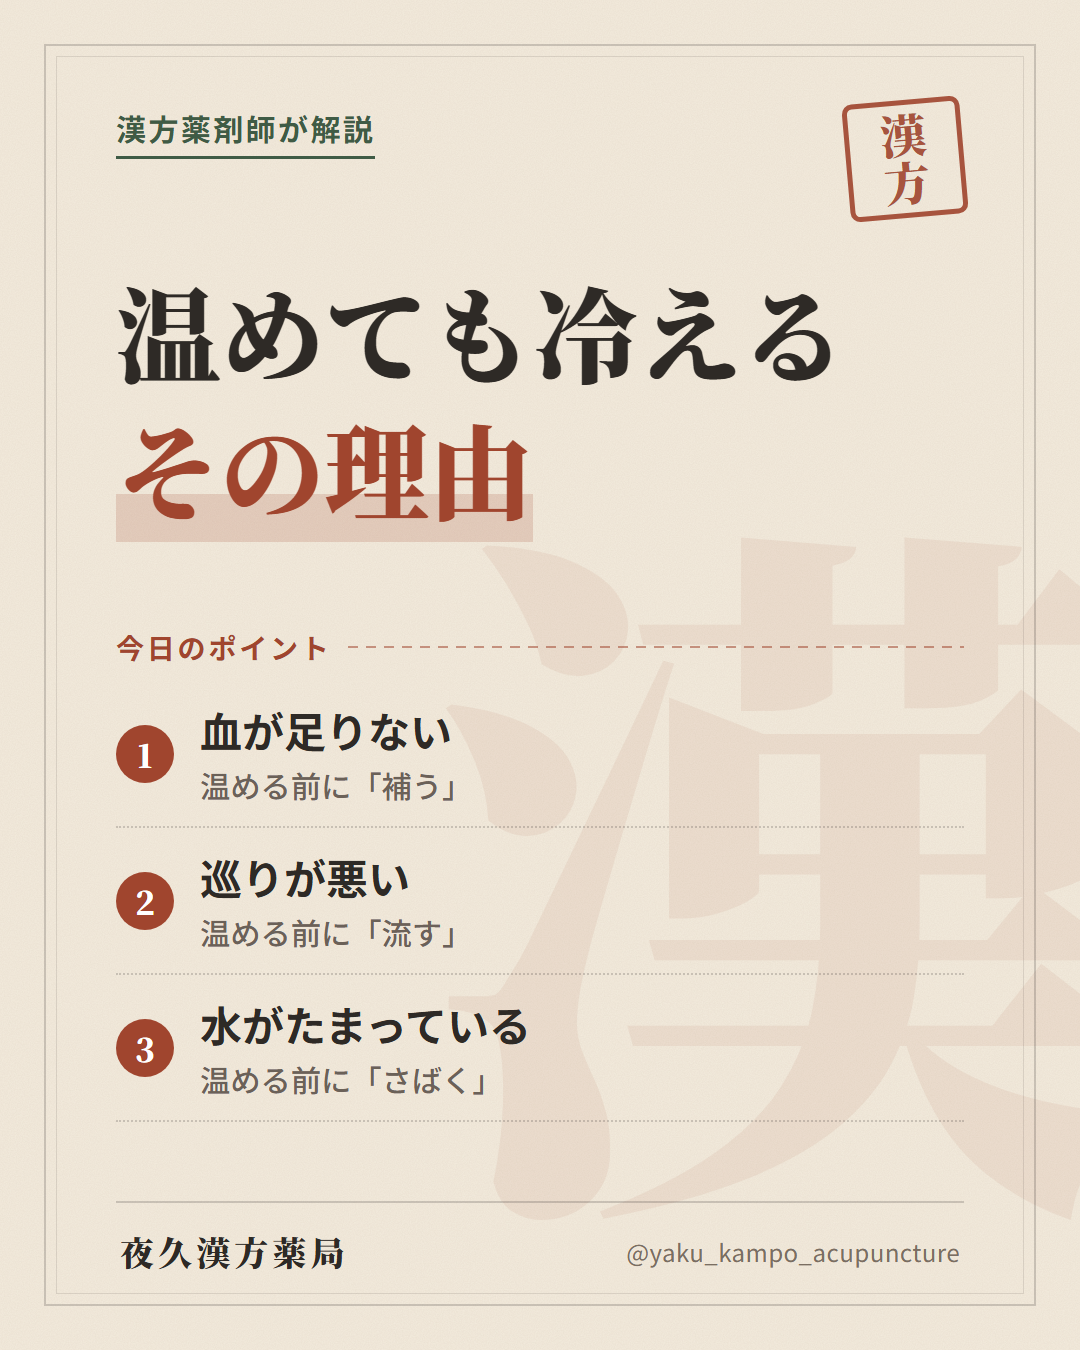 漢方薬剤師が解説
漢
方
温めても冷える
その理由
今日のポイント
1
血が足りない
温める前に「補う」
2
巡りが悪い
温める前に「流す」
3
水がたまっている
温める前に「さばく」
漢
夜久漢方薬局
@yaku_kampo_acupuncture